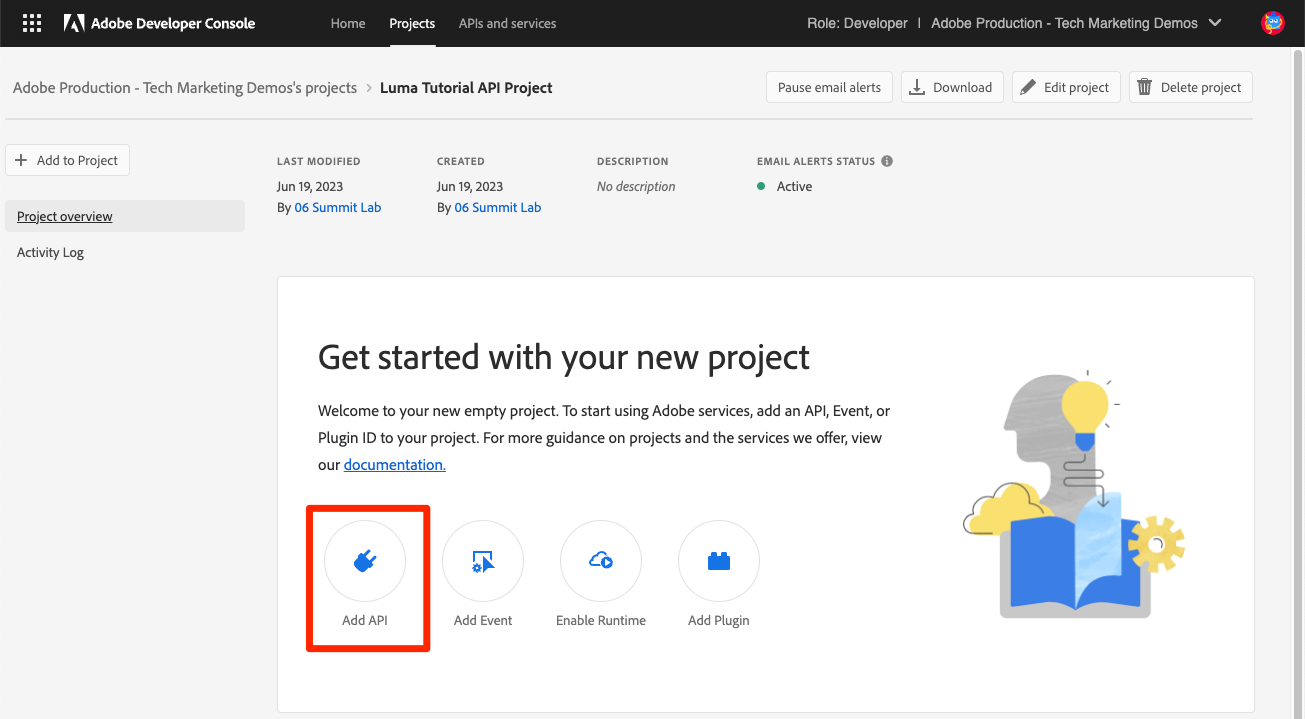 Adobe Developer Console Home Projects APIs and services Role: Developer | Adobe Production - Tech Marketing Demos
Adobe Production - Tech Marketing Demos's projects > Luma Tutorial API Project Pause email alerts Download Edit project Delete project
+ Add to Project
Project overview
Activity Log
LAST MODIFIED
Jun 19, 2023
By 06 Summit Lab
CREATED
Jun 19, 2023
By 06 Summit Lab
DESCRIPTION
No description
EMAIL ALERTS STATUS
Active
Get started with your new project
Welcome to your new empty project. To start using Adobe services, add an API, Event, or
Plugin ID to your project. For more guidance on projects and the services we offer, view
our documentation.
Add API Add Event Enable Runtime Add Plugin